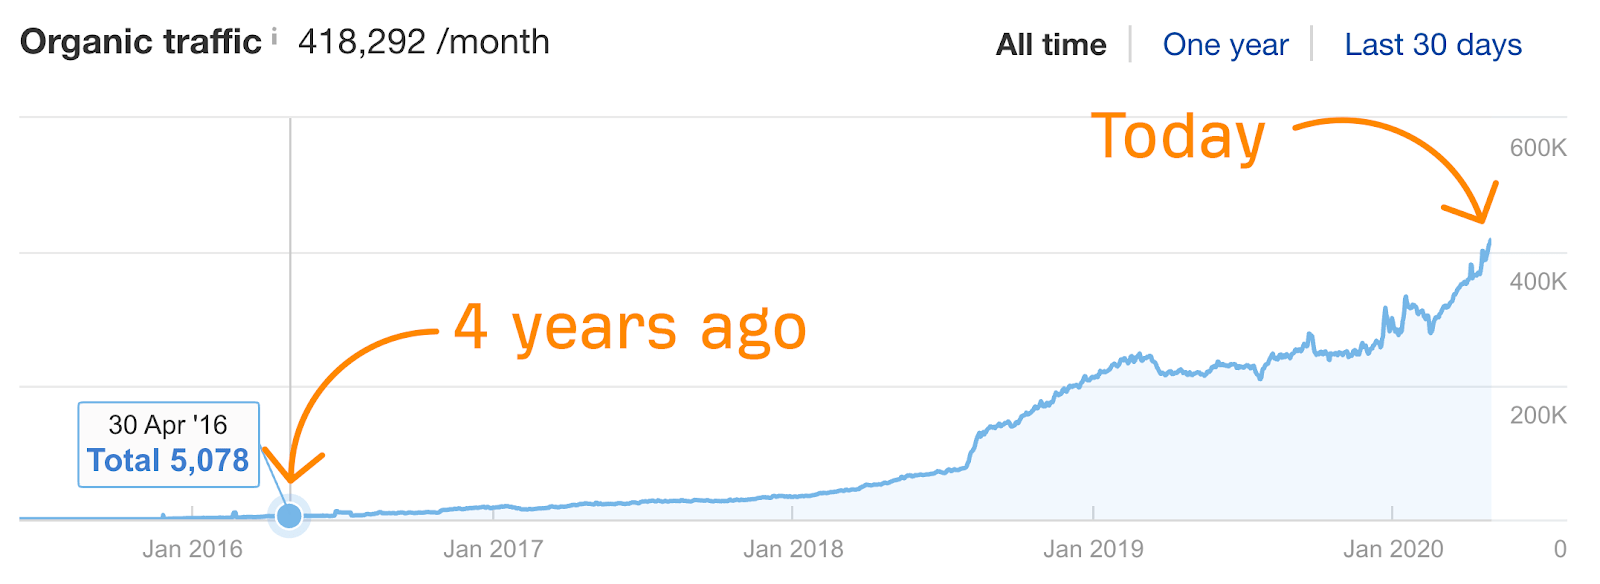 Organic traffic i 418,292 /month
All time One year Last 30 days
Today
600K
400K
4 years ago
30 Apr '16
Total 5,078
200K
Jan 2016 Jan 2017 Jan 2018 Jan 2019 Jan 2020 0